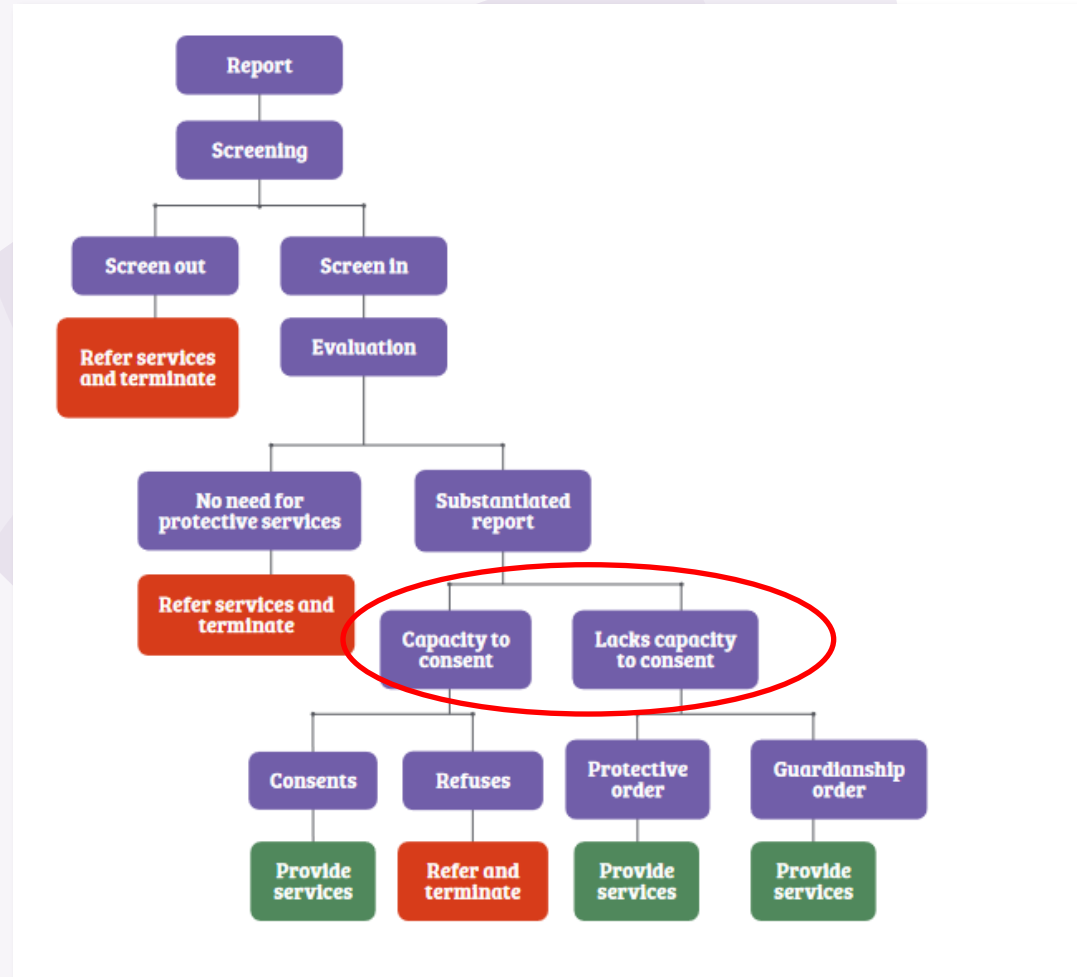 Report
Screening
Screen out
Screen in
Refer services
and terminate
Evaluation
No need for
protective services
Substantiated
report
Refer services and
terminate
Capacity to
consent
Lacks capacity
to consent
Consents
Refuses
Protective
order
Guardianship
order
Provide
services
Refer and
terminate
Provide
services
Provide
services